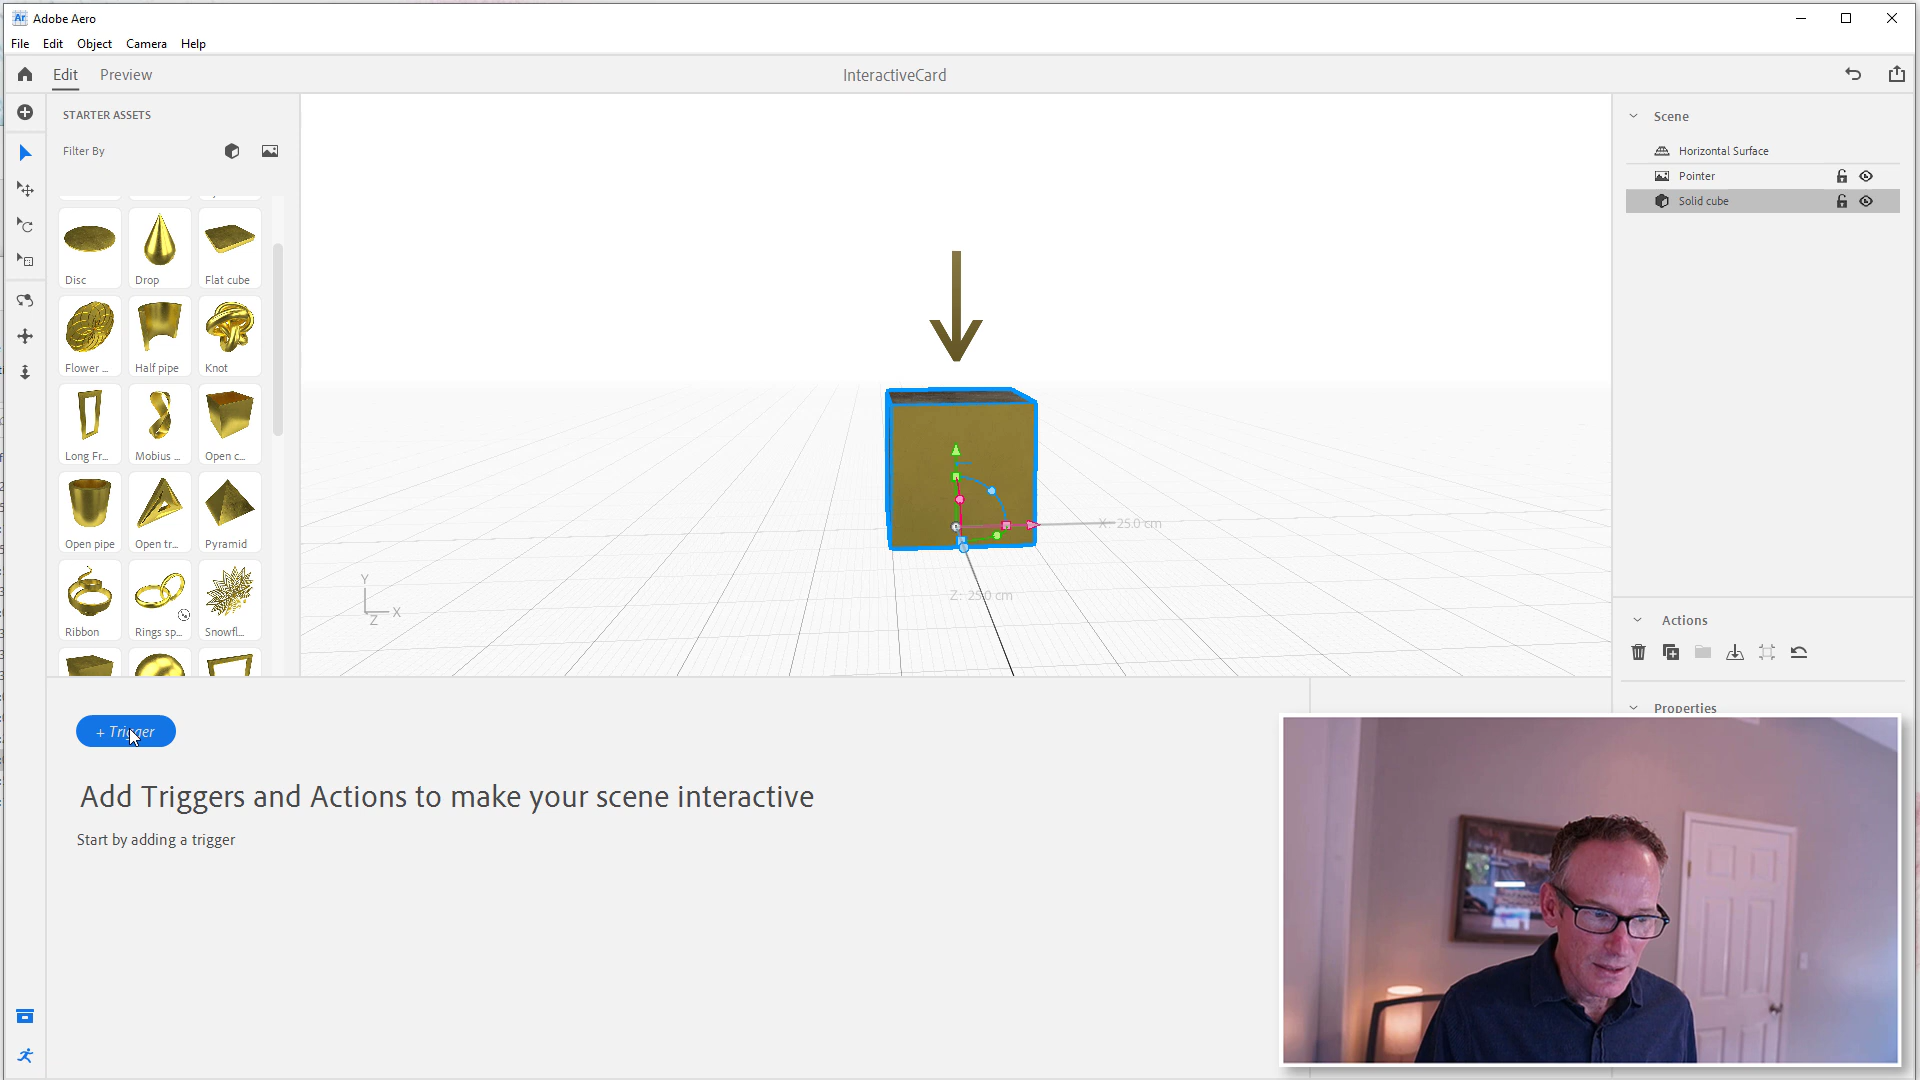 Ar Adobe Aero
File Edit Object Camera Help
Edit Preview InteractiveCard
STARTER ASSETS
Filter By
Disc Drop Flat cube
Flower ... Half pipe Knot
Long Fr... Mobius ... Open c...
Open pipe Open tr... Pyramid
Ribbon Rings sp... Snowfl...
X: 25.0 cm
Z: 25.0 cm
Y
X
Z
Scene
Horizontal Surface
Pointer
Solid cube
Actions
Properties
+ Trigger
Add Triggers and Actions to make your scene interactive
Start by adding a trigger